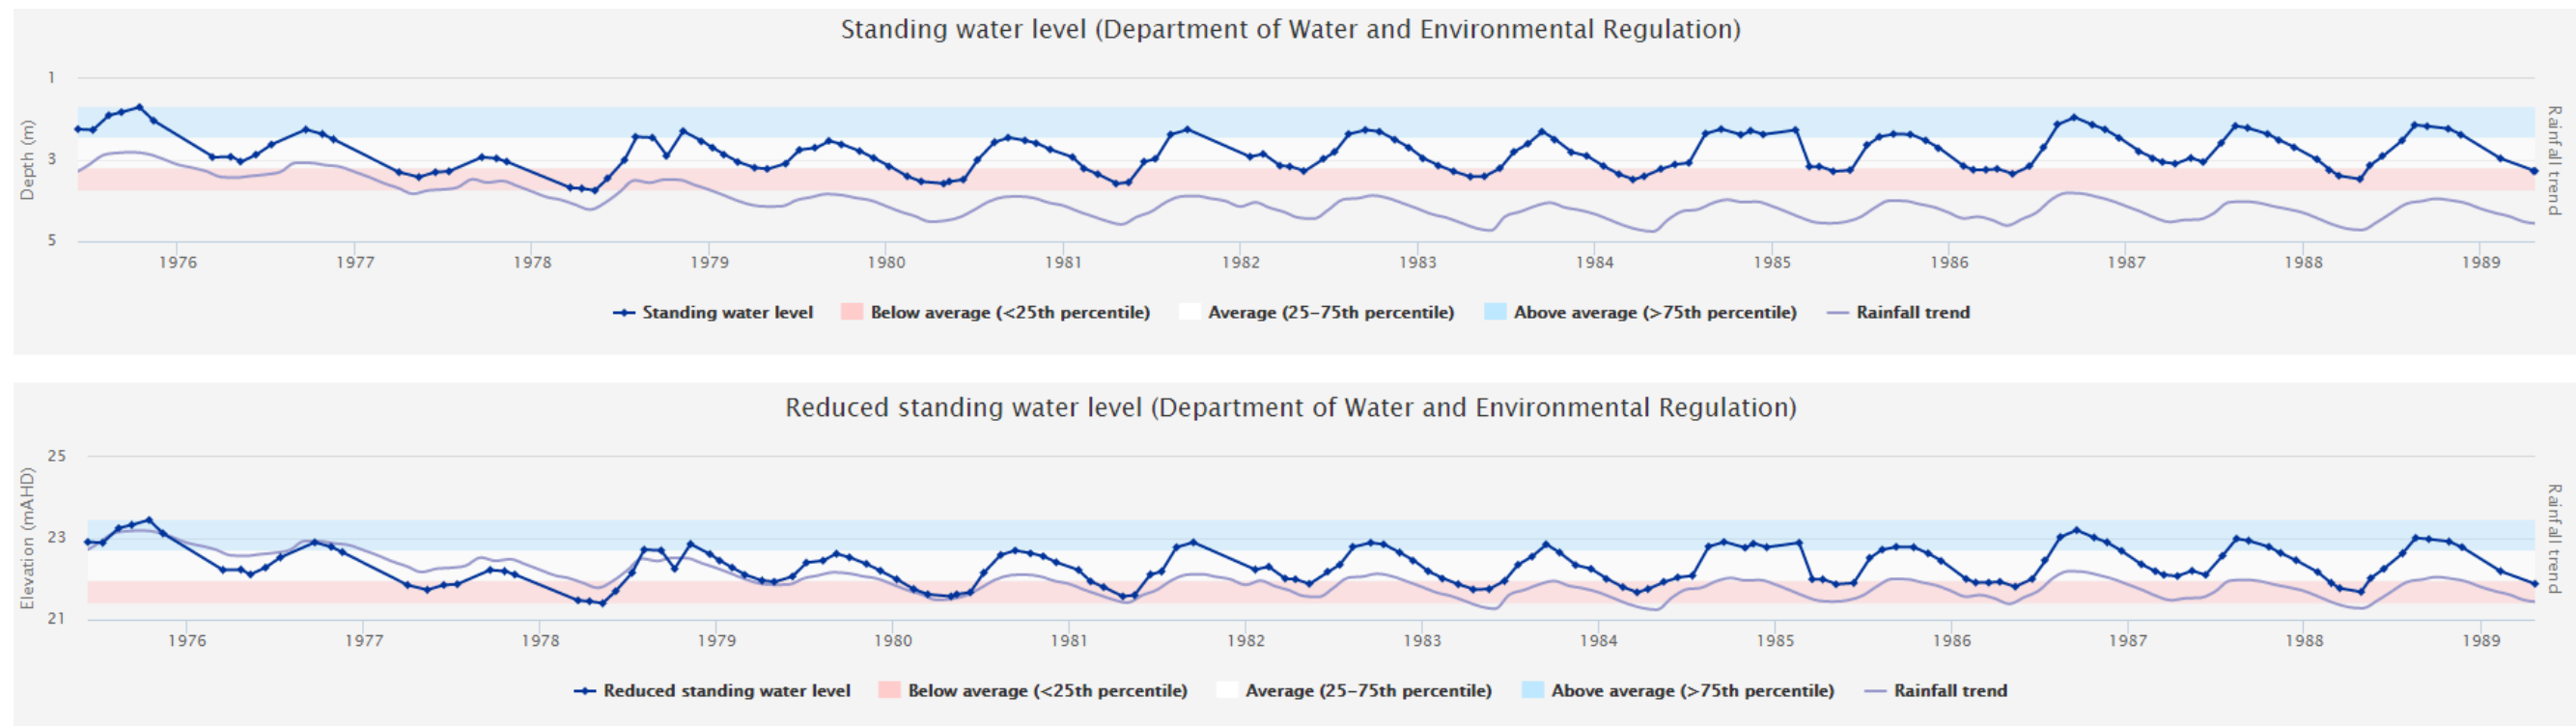 Standing water level (Department of Water and Environmental Regulation)
1
3
5
Depth (m)
Rainfall trend
1976 1977 1978 1979 1980 1981 1982 1983 1984 1985 1986 1987 1988 1989
Standing water level Below average (<25th percentile) Average (25–75th percentile) Above average (>75th percentile) Rainfall trend
Reduced standing water level (Department of Water and Environmental Regulation)
25
23
21
Elevation (mAHD)
Rainfall trend
1976 1977 1978 1979 1980 1981 1982 1983 1984 1985 1986 1987 1988 1989
Reduced standing water level Below average (<25th percentile) Average (25–75th percentile) Above average (>75th percentile) Rainfall trend